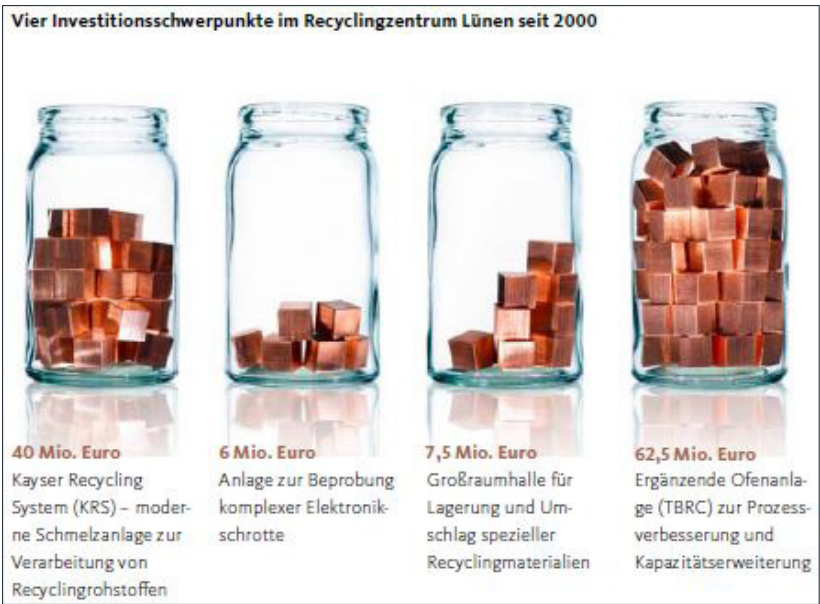 Vier Investitionsschwerpunkte im Recyclingzentrum Lünen seit 2000
40 Mio. Euro
Kayser Recycling
System (KRS) – moder-
ne Schmelzanlage zur
Verarbeitung von
Recyclingrohstoffen
6 Mio. Euro
Anlage zur Beprobung
komplexer Elektronik-
schrotte
7,5 Mio. Euro
Großraumhalle für
Lagerung und Um-
schlag spezieller
Recyclingmaterialien
62,5 Mio. Euro
Ergänzende Ofenanla-
ge (TBRC) zur Prozess-
verbesserung und
Kapazitätserweiterung